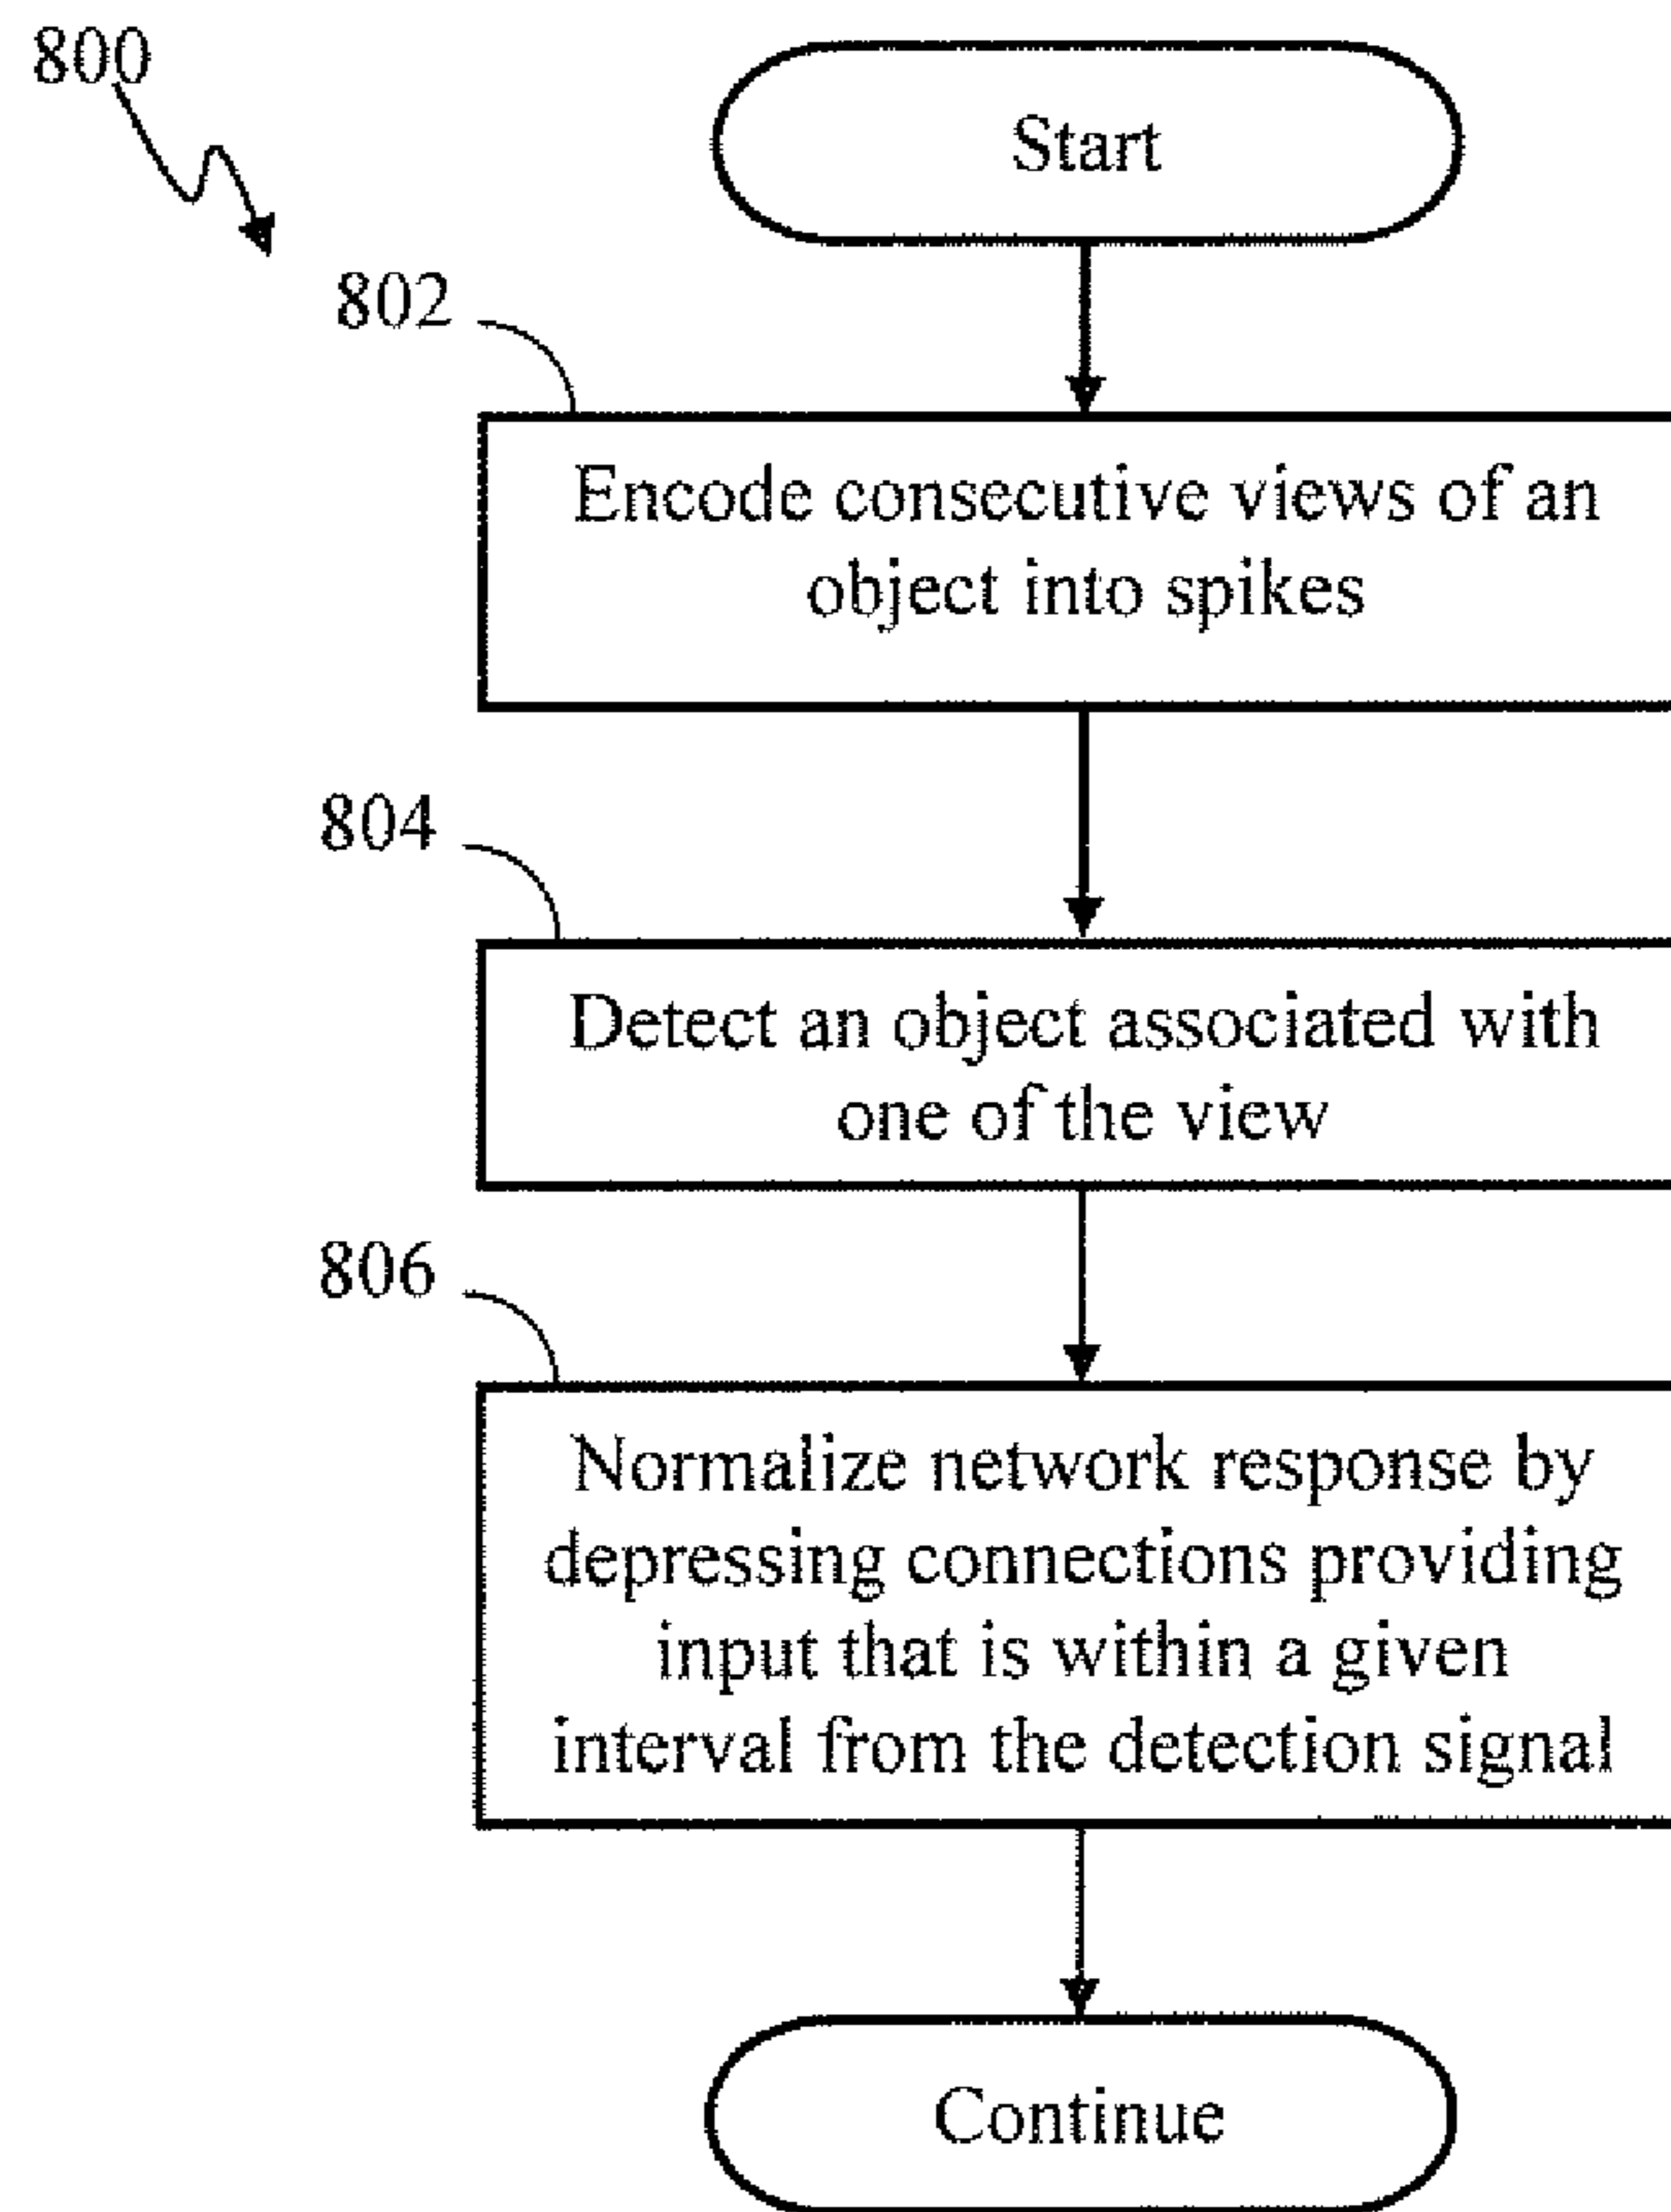 800
Start
802
Encode consecutive views of an
object into spikes
804
Detect an object associated with
one of the view
806
Normalize network response by
depressing connections providing
input that is within a given
interval from the detection signal
Continue